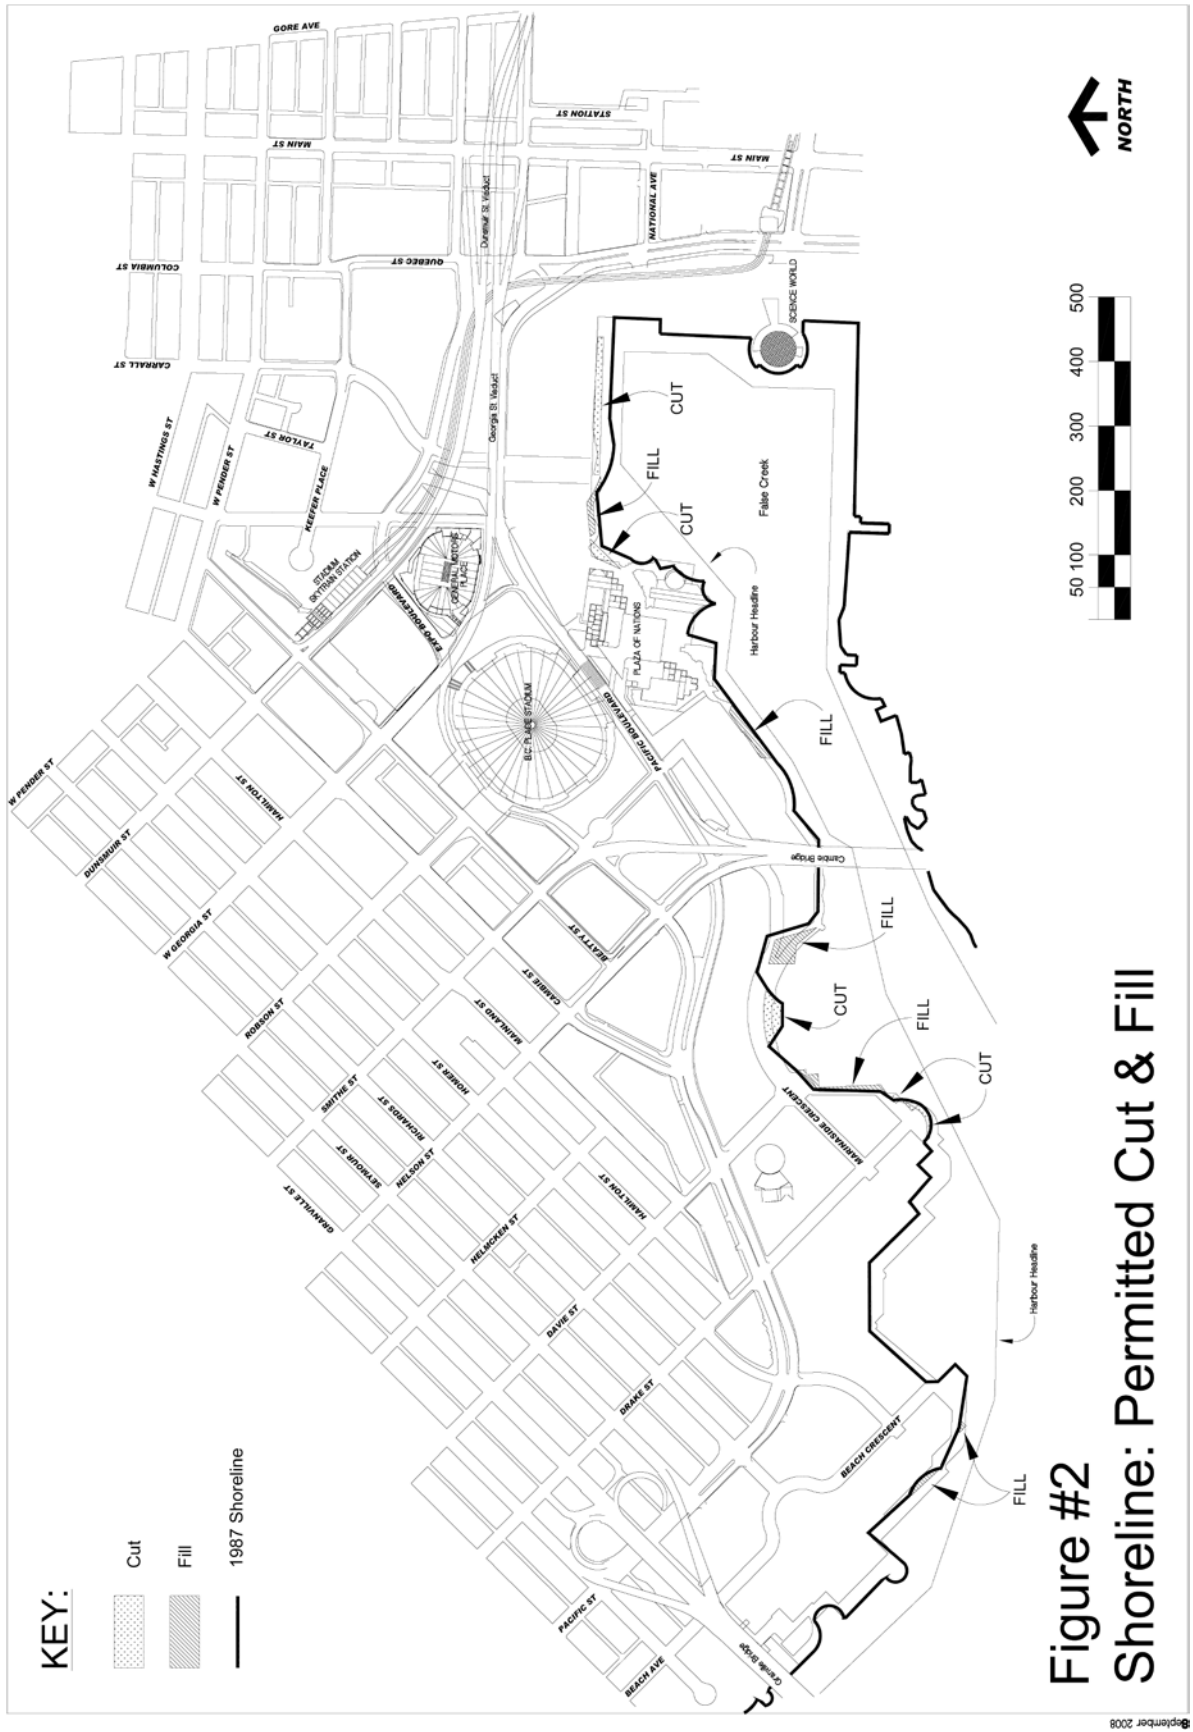 Figure #2
Shoreline: Permitted Cut & Fill
KEY:
Cut
Fill
1987 Shoreline
NORTH
50 100
200
300
400
500
GORE AVE
MAIN ST
STATION ST
MAIN ST
NATIONAL AVE
Dunsmuir St. Viaduct
COLUMBIA ST
QUEBEC ST
CARRALL ST
SCIENCE WORLD
Georgia St. Viaduct
W HASTINGS ST
W PENDER ST
TAYLOR ST
KEEFER PLACE
STADIUM
SKYTRAIN STATION
GENERAL MOTORS
PLACE
EXPO BOULEVARD
CUT
FILL
CUT
False Creek
Harbour Headline
PLAZA OF NATIONS
B.C. PLACE STADIUM
PACIFIC BOULEVARD
FILL
W PENDER ST
HAMILTON ST
DUNSMUIR ST
W GEORGIA ST
Cambie Bridge
FILL
BEATTY ST
CAMBIE ST
MAINLAND ST
ROBSON ST
CUT
FILL
CUT
HOMER ST
SMITHE ST
RICHARDS ST
SEYMOUR ST
NELSON ST
GRANVILLE ST
MARINASIDE CRESCENT
HAMILTON ST
HELMCKEN ST
DAVIE ST
Harbour Headline
DRAKE ST
BEACH CRESCENT
FILL
PACIFIC ST
BEACH AVE
Granville Bridge
September 2008